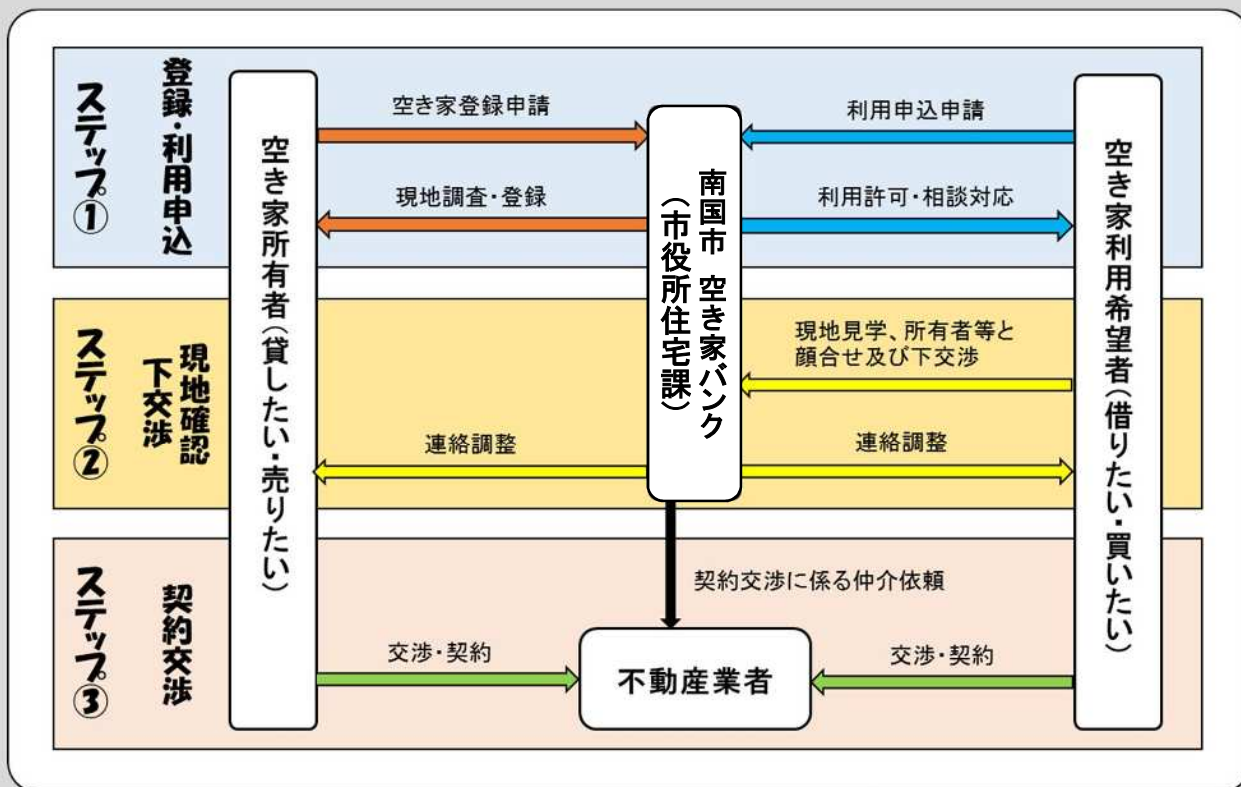 ステップ①
登録・利用申込
空き家所有者(貸したい・売りたい)
空き家登録申請
現地調査・登録
南国市 空き家バンク
(市役所住宅課)
利用申込申請
利用許可・相談対応
空き家利用希望者(借りたい・買いたい)
ステップ②
現地確認
下交渉
現地見学、所有者等と
顔合せ及び下交渉
連絡調整
連絡調整
ステップ③
契約交渉
契約交渉に係る仲介依頼
交渉・契約
不動産業者
交渉・契約